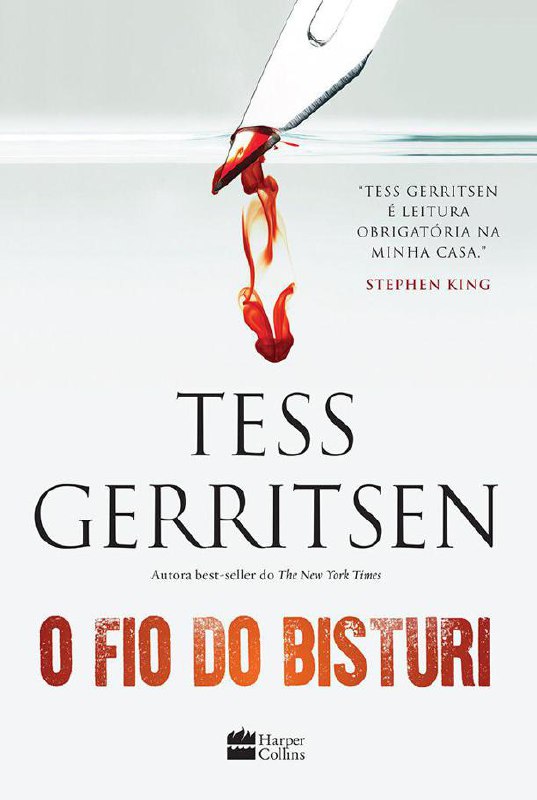 "TESS GERRITSEN
É LEITURA
OBRIGATÓRIA NA
MINHA CASA."
STEPHEN KING
TESS
GERRITSEN
Autora best-seller do The New York Times
O FIO DO BISTURI
Harper
Collins